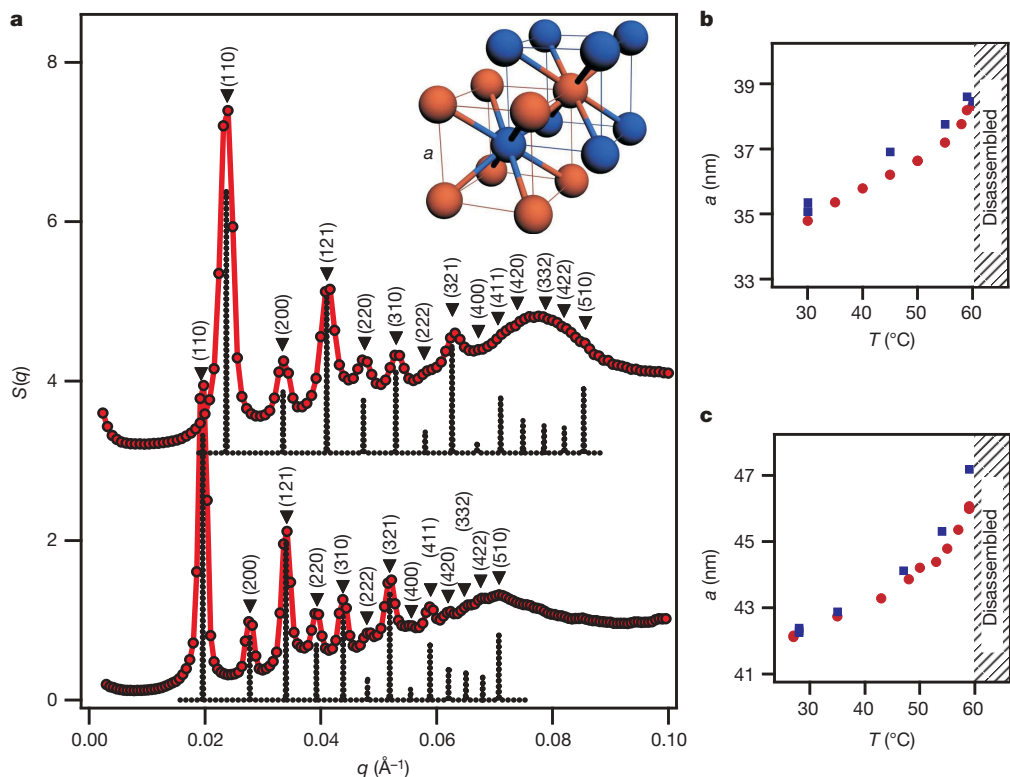 a
8
6
4
2
0
S(q)
0.00 0.02 0.04 0.06 0.08 0.10
q (Å⁻¹)
(110)
(110)
(200)
(121)
(220)
(310)
(222)
(321)
(400)
(411)
(420)
(332)
(422)
(510)
(200)
(121)
(220)
(310)
(222)
(321)
(400)
(411)
(420)
(332)
(422)
(510)
a
b
39
37
35
33
a (nm)
30 40 50 60
T (°C)
Disassembled
c
47
45
43
41
a (nm)
30 40 50 60
T (°C)
Disassembled